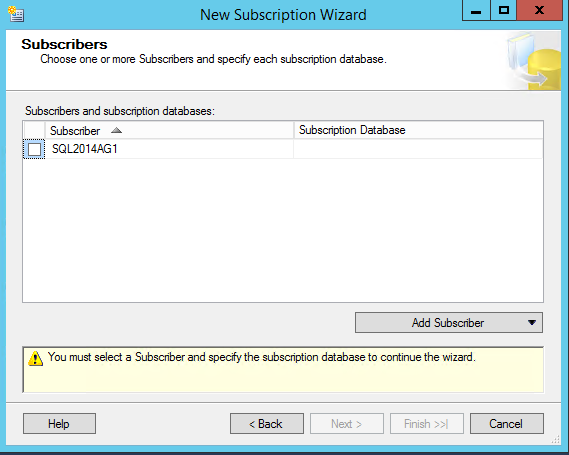 New Subscription Wizard
Subscribers
Choose one or more Subscribers and specify each subscription database.
Subscribers and subscription databases:
Subscriber Subscription Database
SQL2014AG1
Add Subscriber
You must select a Subscriber and specify the subscription database to continue the wizard.
Help < Back Next > Finish >>| Cancel